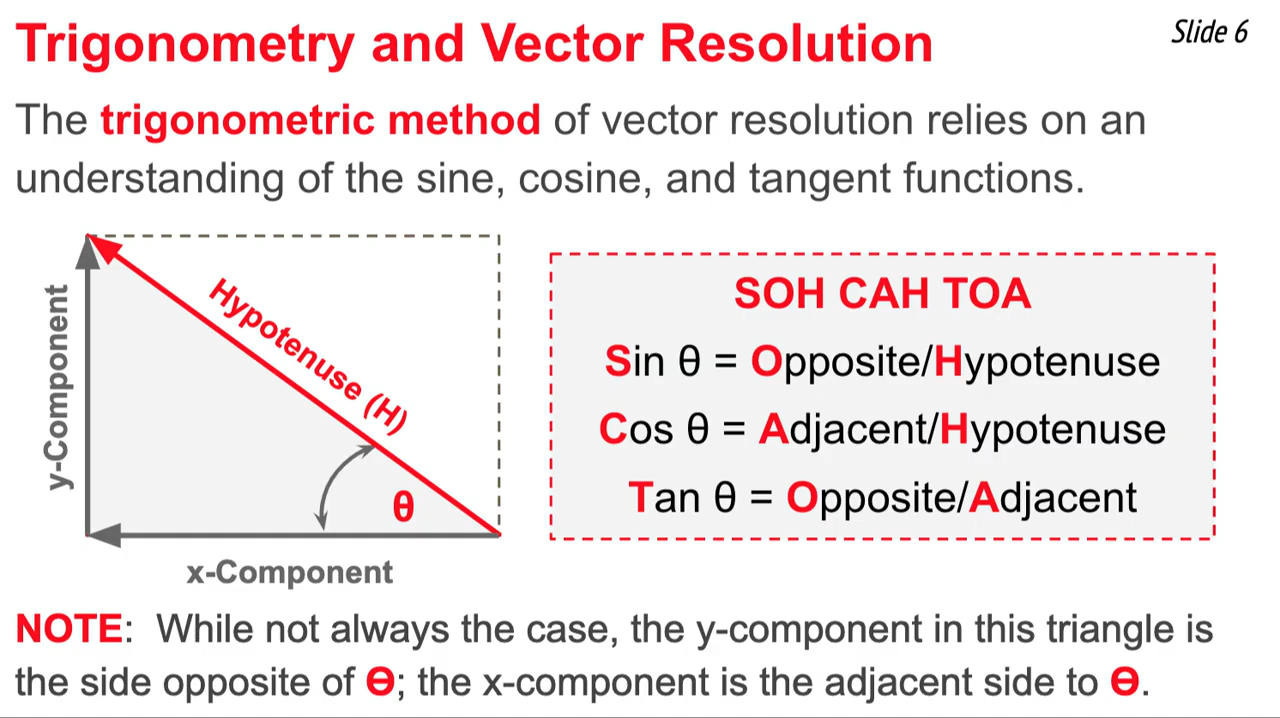 Trigonometry and Vector Resolution
Slide 6
The trigonometric method of vector resolution relies on an
understanding of the sine, cosine, and tangent functions.
y-Component
Hypotenuse (H)
θ
x-Component
SOH CAH TOA
Sin θ = Opposite/Hypotenuse
Cos θ = Adjacent/Hypotenuse
Tan θ = Opposite/Adjacent
NOTE:  While not always the case, the y-component in this triangle is
the side opposite of ϴ; the x-component is the adjacent side to ϴ.